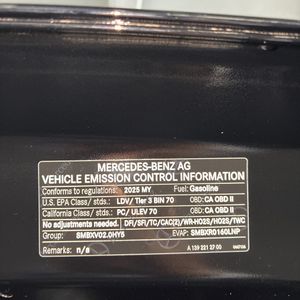 MERCEDES-BENZ AG
VEHICLE EMISSION CONTROL INFORMATION
Conforms to regulations: 2025 MY Fuel: Gasoline
U.S. EPA Class/ stds.: LDV/ Tier 3 BIN 70 OBD: CA OBD II
California Class/ stds.: PC/ ULEV 70 OBD: CA OBD II
No adjustments needed. DFI/SFI/TC/CAC(2)/WR-HO2S/HO2S/TWC
Group: SMBXV02.0HY5 EVAP: SMBXR0160LNP
Remarks: n/a A 139 221 27 00